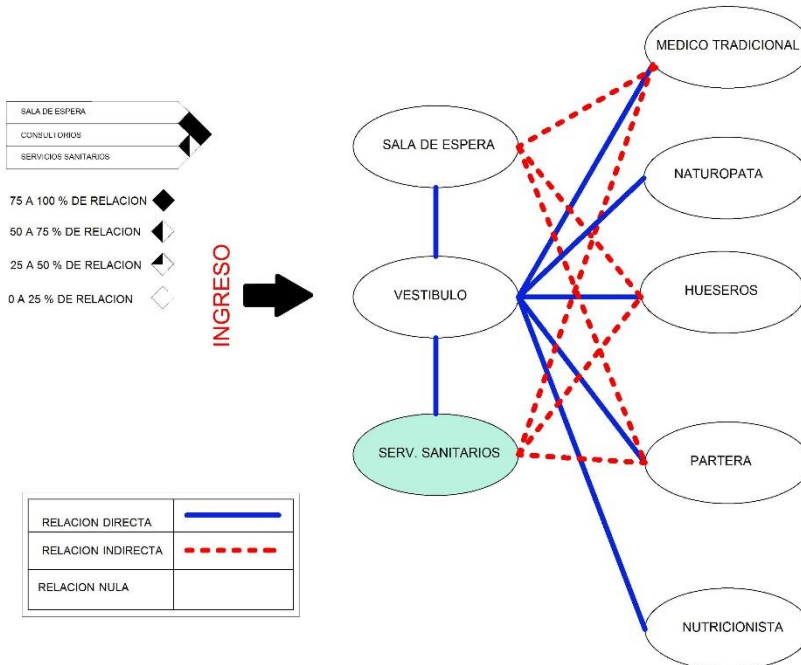 SALA DE ESPERA
CONSULTORIOS
SERVICIOS SANITARIOS
75 A 100 % DE RELACION
50 A 75 % DE RELACION
25 A 50 % DE RELACION
0 A 25 % DE RELACION
INGRESO
SALA DE ESPERA
VESTIBULO
SERV. SANITARIOS
MEDICO TRADICIONAL
NATUROPATA
HUESEROS
PARTERA
NUTRICIONISTA
RELACION DIRECTA
RELACION INDIRECTA
RELACION NULA